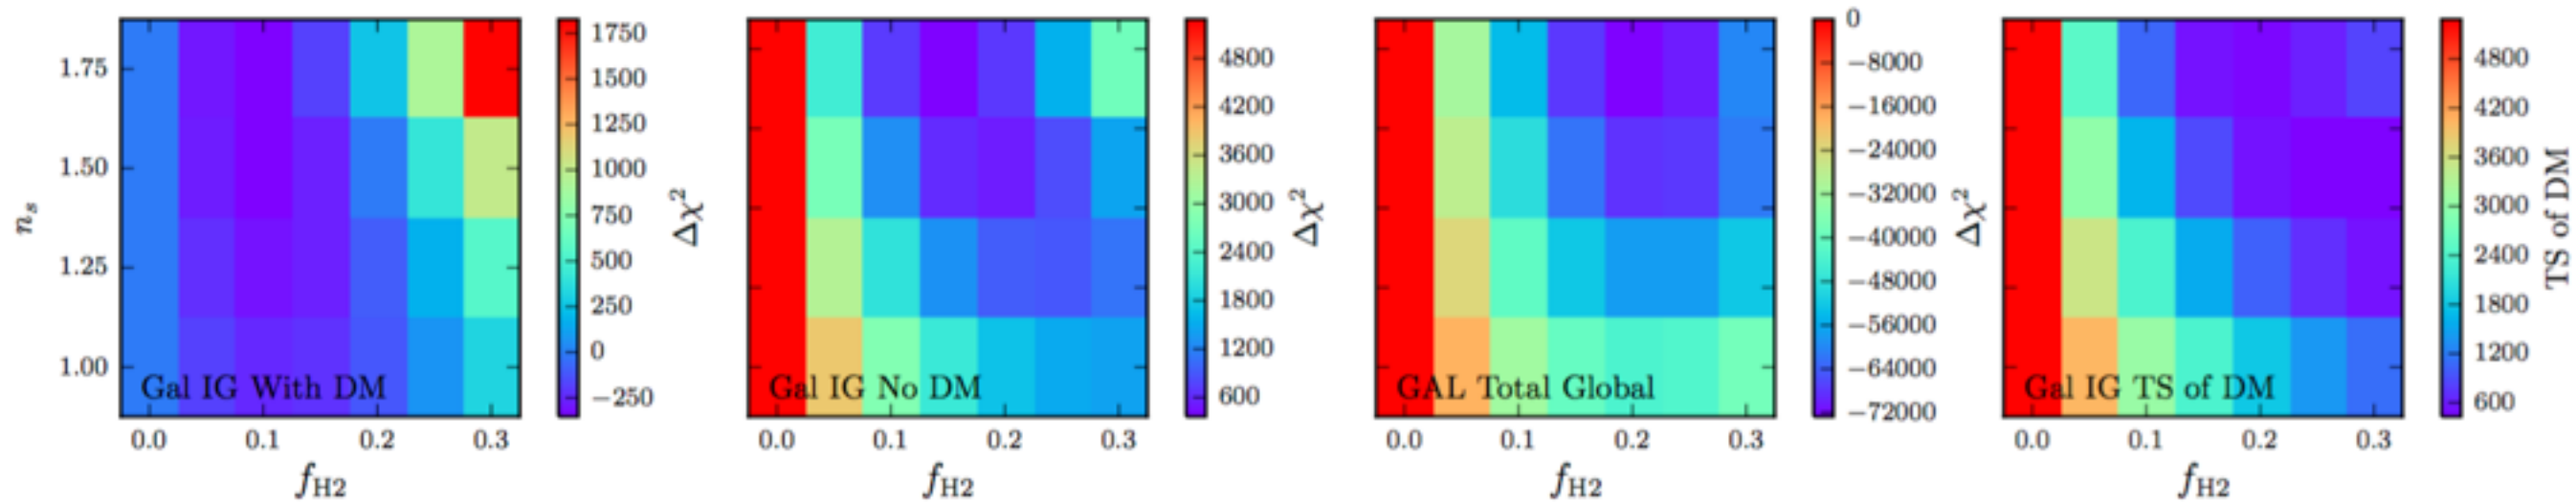 n_s
1.75
1.50
1.25
1.00
Gal IG With DM
0.0 0.1 0.2 0.3
f_H2
1750
1500
1250
1000
750
500
250
0
−250
Δχ²
Gal IG No DM
0.0 0.1 0.2 0.3
f_H2
4800
4200
3600
3000
2400
1800
1200
600
Δχ²
GAL Total Global
0.0 0.1 0.2 0.3
f_H2
0
−8000
−16000
−24000
−32000
−40000
−48000
−56000
−64000
−72000
Δχ²
Gal IG TS of DM
0.0 0.1 0.2 0.3
f_H2
4800
4200
3600
3000
2400
1800
1200
600
TS of DM